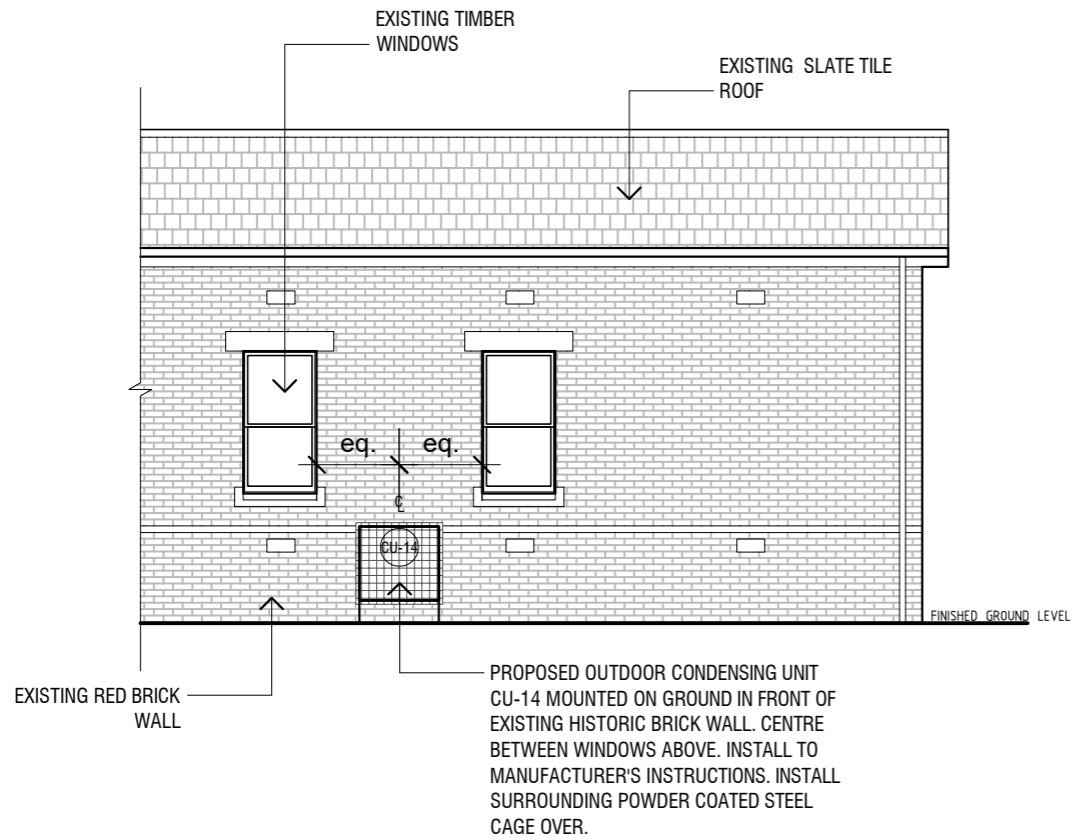 EXISTING TIMBER
WINDOWS
EXISTING SLATE TILE
ROOF
eq.
eq.
℄
CU-14
FINISHED GROUND LEVEL
EXISTING RED BRICK
WALL
PROPOSED OUTDOOR CONDENSING UNIT
CU-14 MOUNTED ON GROUND IN FRONT OF
EXISTING HISTORIC BRICK WALL. CENTRE
BETWEEN WINDOWS ABOVE. INSTALL TO
MANUFACTURER'S INSTRUCTIONS. INSTALL
SURROUNDING POWDER COATED STEEL
CAGE OVER.